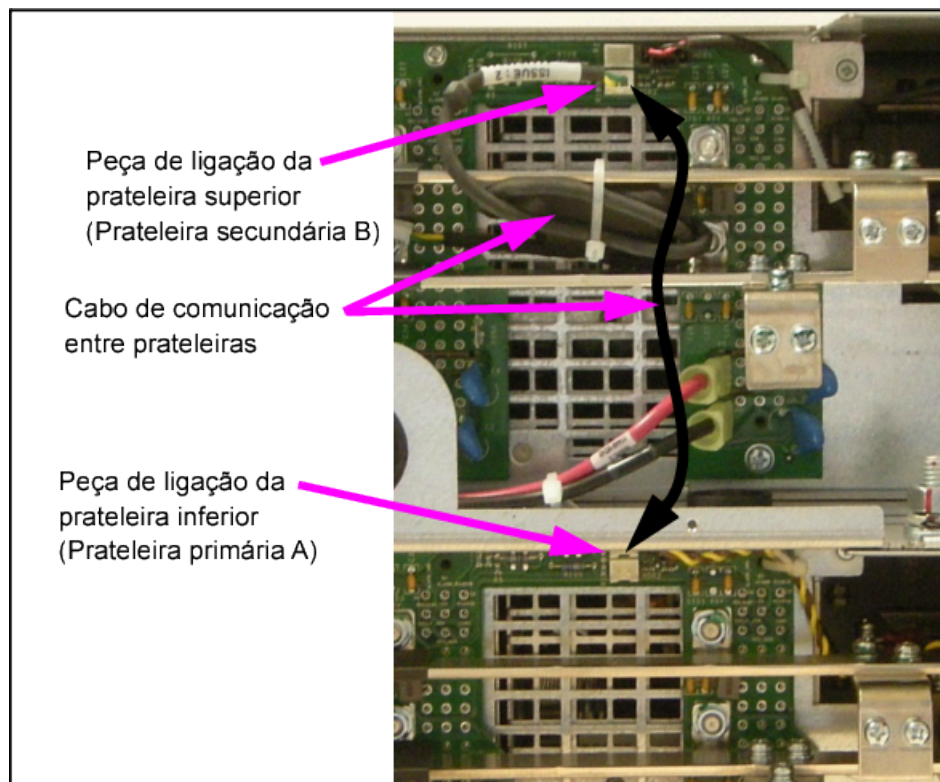 ISSUE:2
Peça de ligação da
prateleira superior
(Prateleira secundária B)
Cabo de comunicação
entre prateleiras
Peça de ligação da
prateleira inferior
(Prateleira primária A)